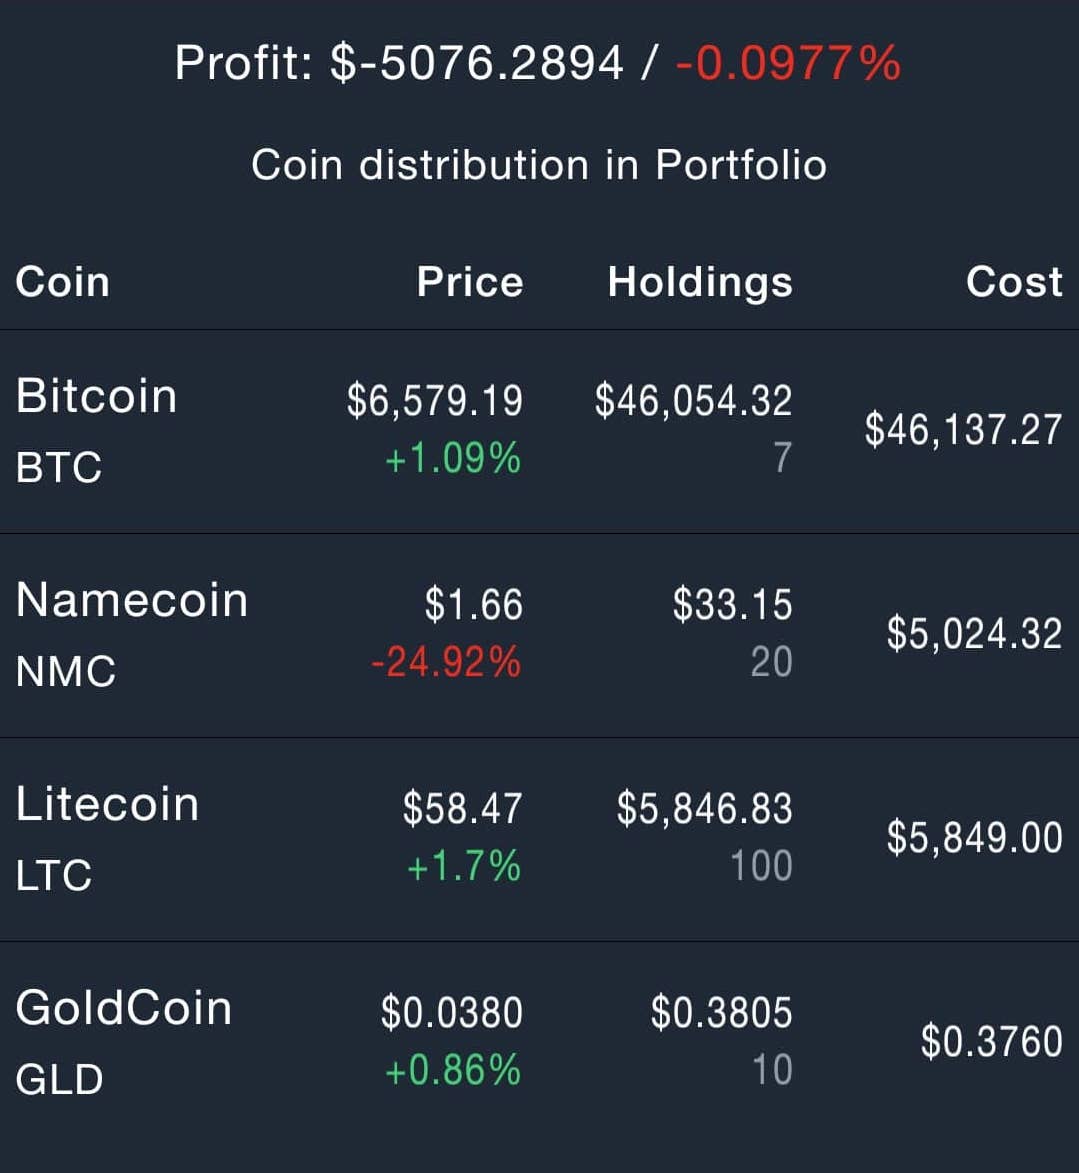 Profit: $-5076.2894 / -0.0977%
Coin distribution in Portfolio
Coin Price Holdings Cost
Bitcoin $6,579.19 $46,054.32 $46,137.27
BTC +1.09% 7
Namecoin $1.66 $33.15 $5,024.32
NMC -24.92% 20
Litecoin $58.47 $5,846.83 $5,849.00
LTC +1.7% 100
GoldCoin $0.0380 $0.3805 $0.3760
GLD +0.86% 10